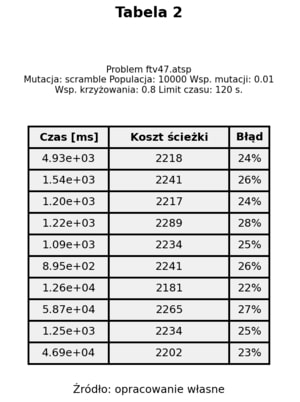 Tabela 2
Problem ftv47.atsp
Mutacja: scramble Populacja: 10000 Wsp. mutacji: 0.01
Wsp. krzyżowania: 0.8 Limit czasu: 120 s.
Czas [ms] Koszt ścieżki Błąd
4.93e+03 2218 24%
1.54e+03 2241 26%
1.20e+03 2217 24%
1.22e+03 2289 28%
1.09e+03 2234 25%
8.95e+02 2241 26%
1.26e+04 2181 22%
5.87e+04 2265 27%
1.25e+03 2234 25%
4.69e+04 2202 23%
Źródło: opracowanie własne